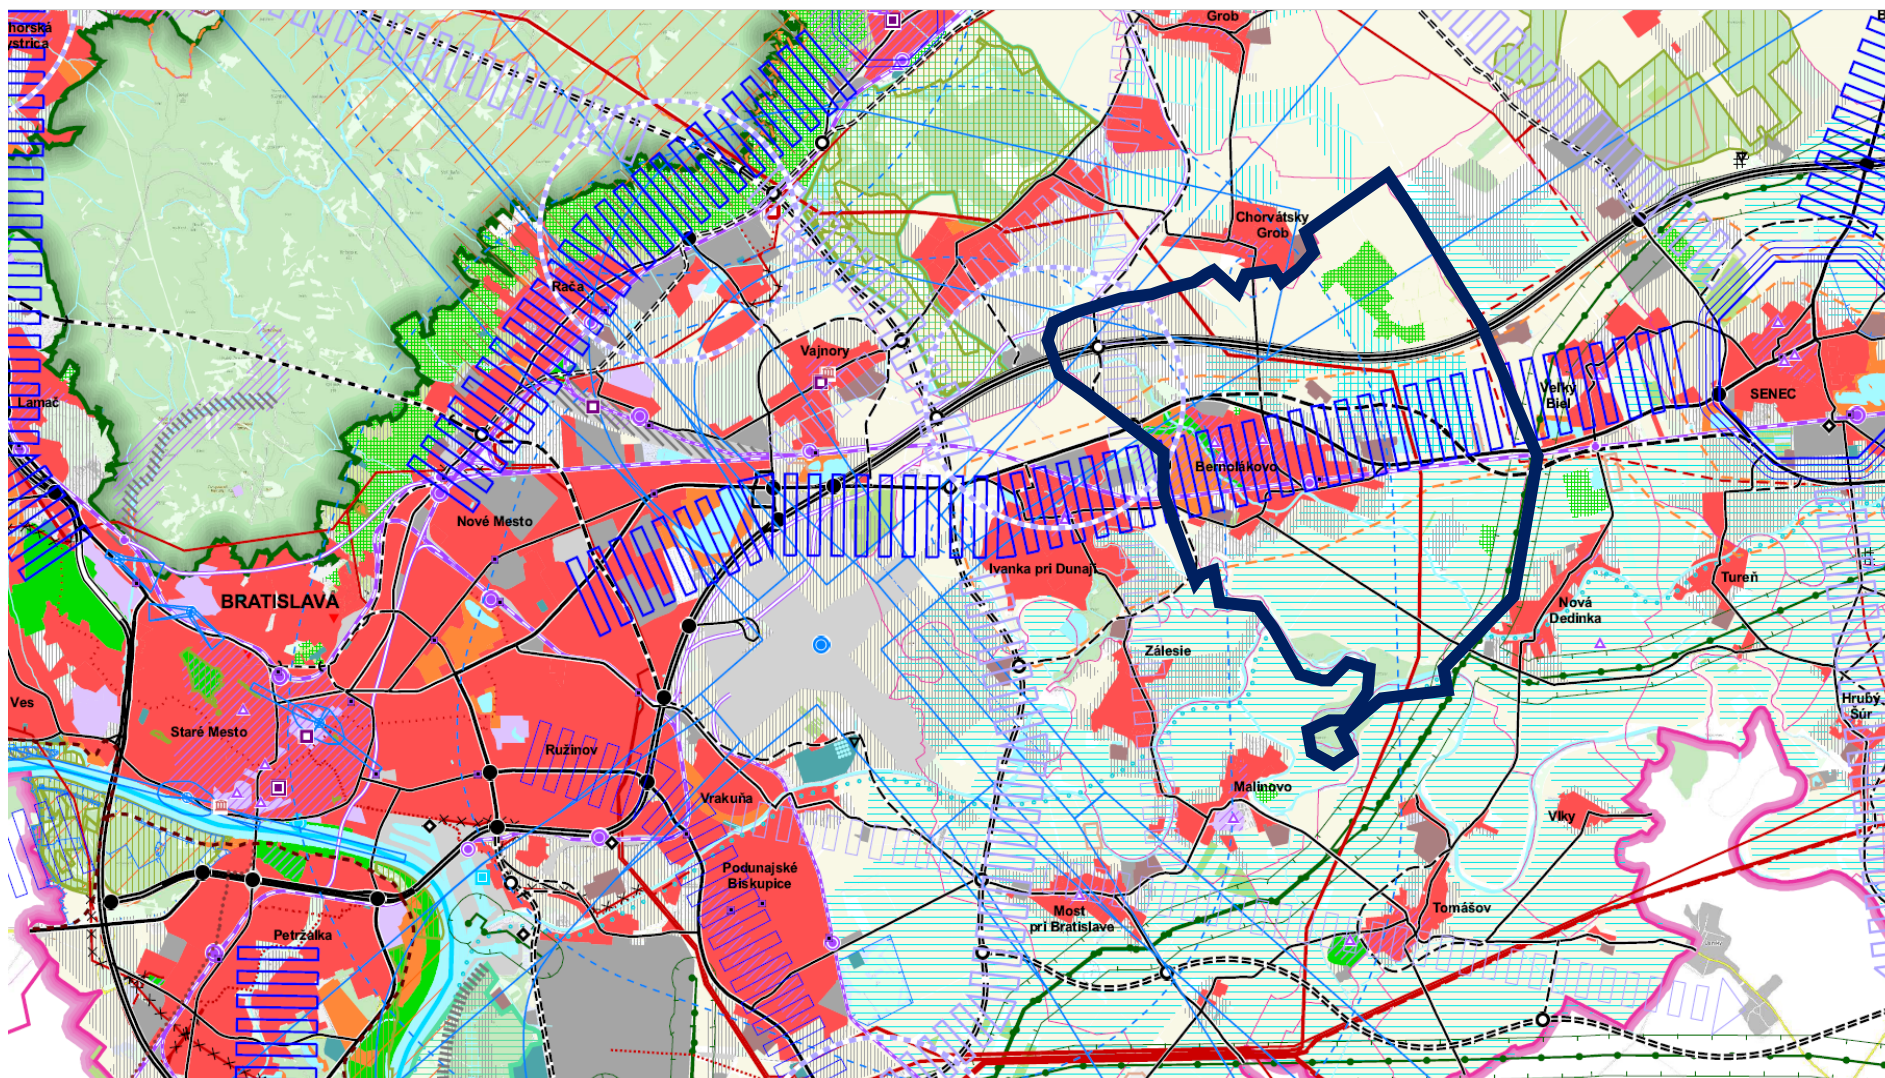 horská
ystrica
Grob
Chorvátsky
Grob
Rača
Vajnory
Lamač
Veľký
Biel
SENEC
Bernolákovo
Nové Mesto
Ivanka pri Dunaji
BRATISLAVA
Tureň
Nová
Dedinka
Zálesie
Ves
Staré Mesto
Ružinov
Hrubý
Šúr
Malinovo
Vrakuňa
Vlky
Podunajské
Biskupice
Tomášov
Most
pri Bratislave
Petržalka